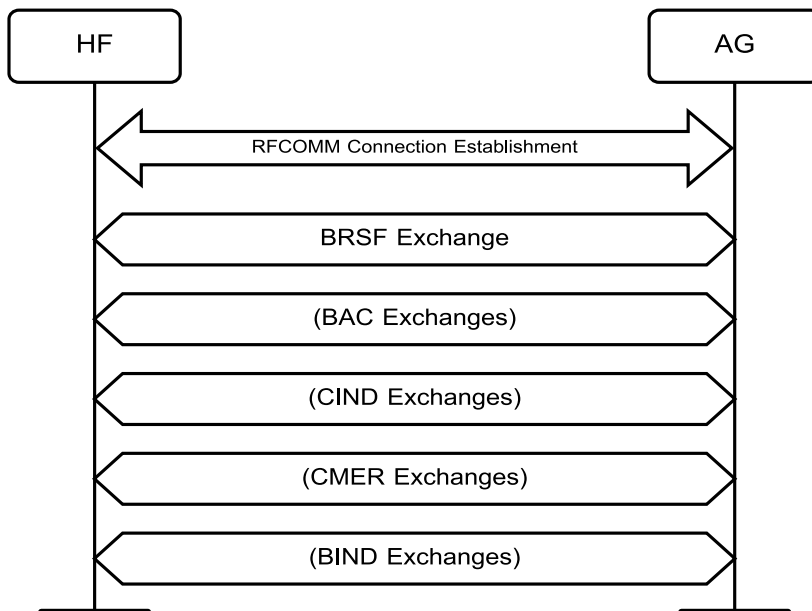 HF
AG
RFCOMM Connection Establishment
BRSF Exchange
(BAC Exchanges)
(CIND Exchanges)
(CMER Exchanges)
(BIND Exchanges)